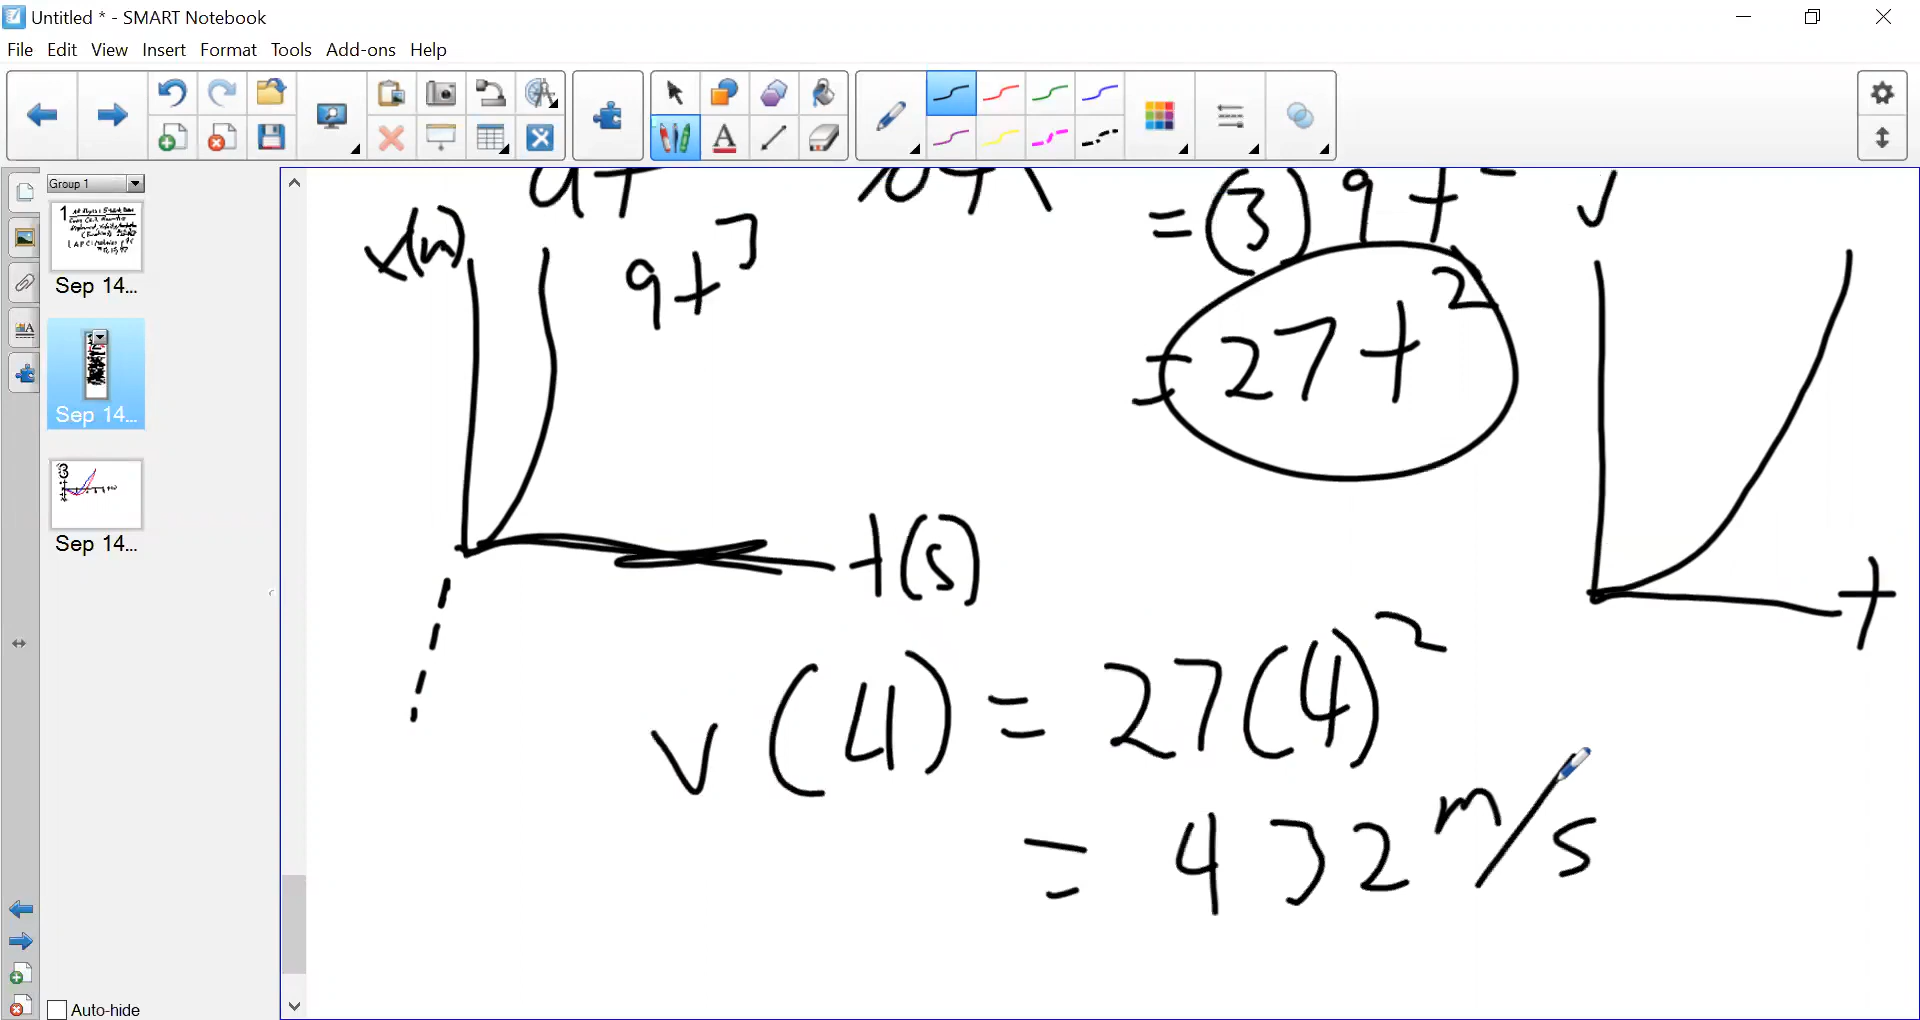 Untitled * - SMART Notebook
File Edit View Insert Format Tools Add-ons Help
Group 1
Sep 14...
Sep 14...
3
Sep 14...
Auto-hide
= (3) 9t²
v
x(m)
9t³
= 27t²
t(s)
t
v(4) = 27(4)²
= 432 m/s